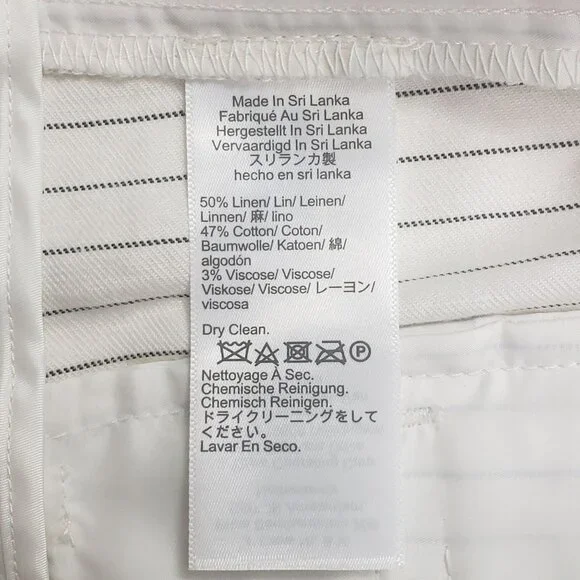 Made In Sri Lanka
Fabriqué Au Sri Lanka
Hergestellt In Sri Lanka
Vervaardigd In Sri Lanka
スリランカ製
hecho en sri lanka
50% Linen/ Lin/ Leinen/
Linnen/ 麻/ lino
47% Cotton/ Coton/
Baumwolle/ Katoen/ 綿/
algodón
3% Viscose/ Viscose/
Viskose/ Viscose/ レーヨン/
viscosa
Dry Clean.
P
Nettoyage À Sec.
Chemische Reinigung.
Chemisch Reinigen.
ドライクリーニングをして
ください。
Lavar En Seco.